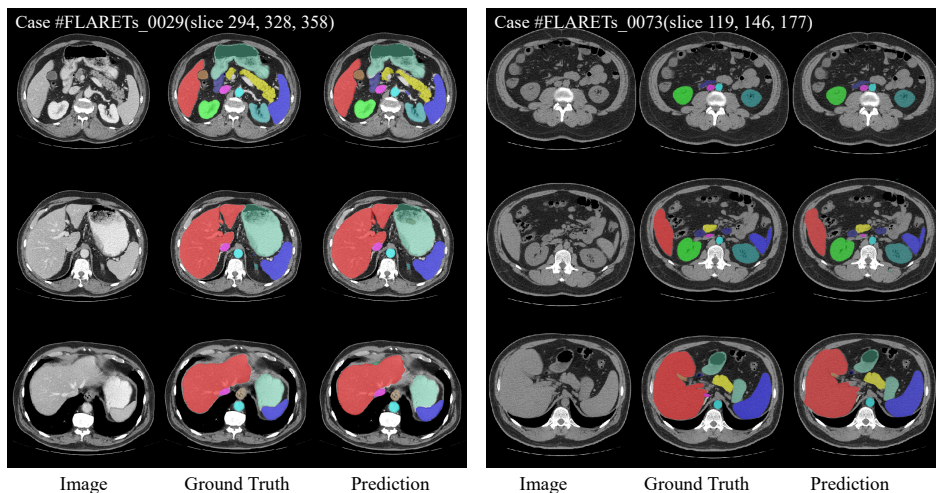 Case #FLARETs_0029(slice 294, 328, 358)
Case #FLARETs_0073(slice 119, 146, 177)
Image
Ground Truth
Prediction
Image
Ground Truth
Prediction